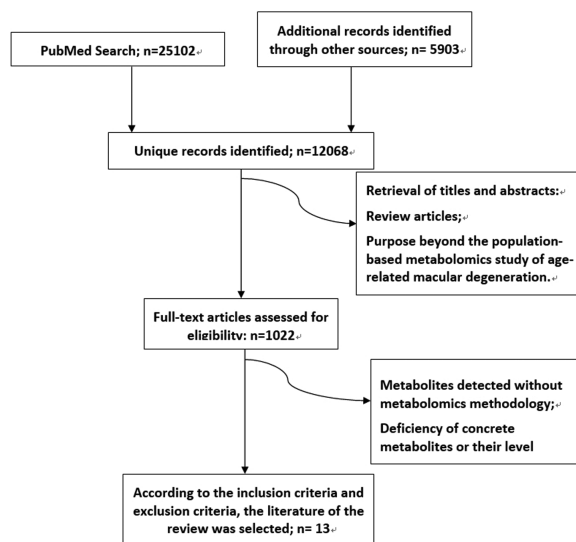 PubMed Search; n=25102
Additional records identified
through other sources; n= 5903
Unique records identified; n=12068
Retrieval of titles and abstracts:
Review articles;
Purpose beyond the population-
based metabolomics study of age-
related macular degeneration.
Full-text articles assessed for
eligibility; n=1022
Metabolites detected without
metabolomics methodology;
Deficiency of concrete
metabolites or their level
According to the inclusion criteria and
exclusion criteria, the literature of the
review was selected; n= 13